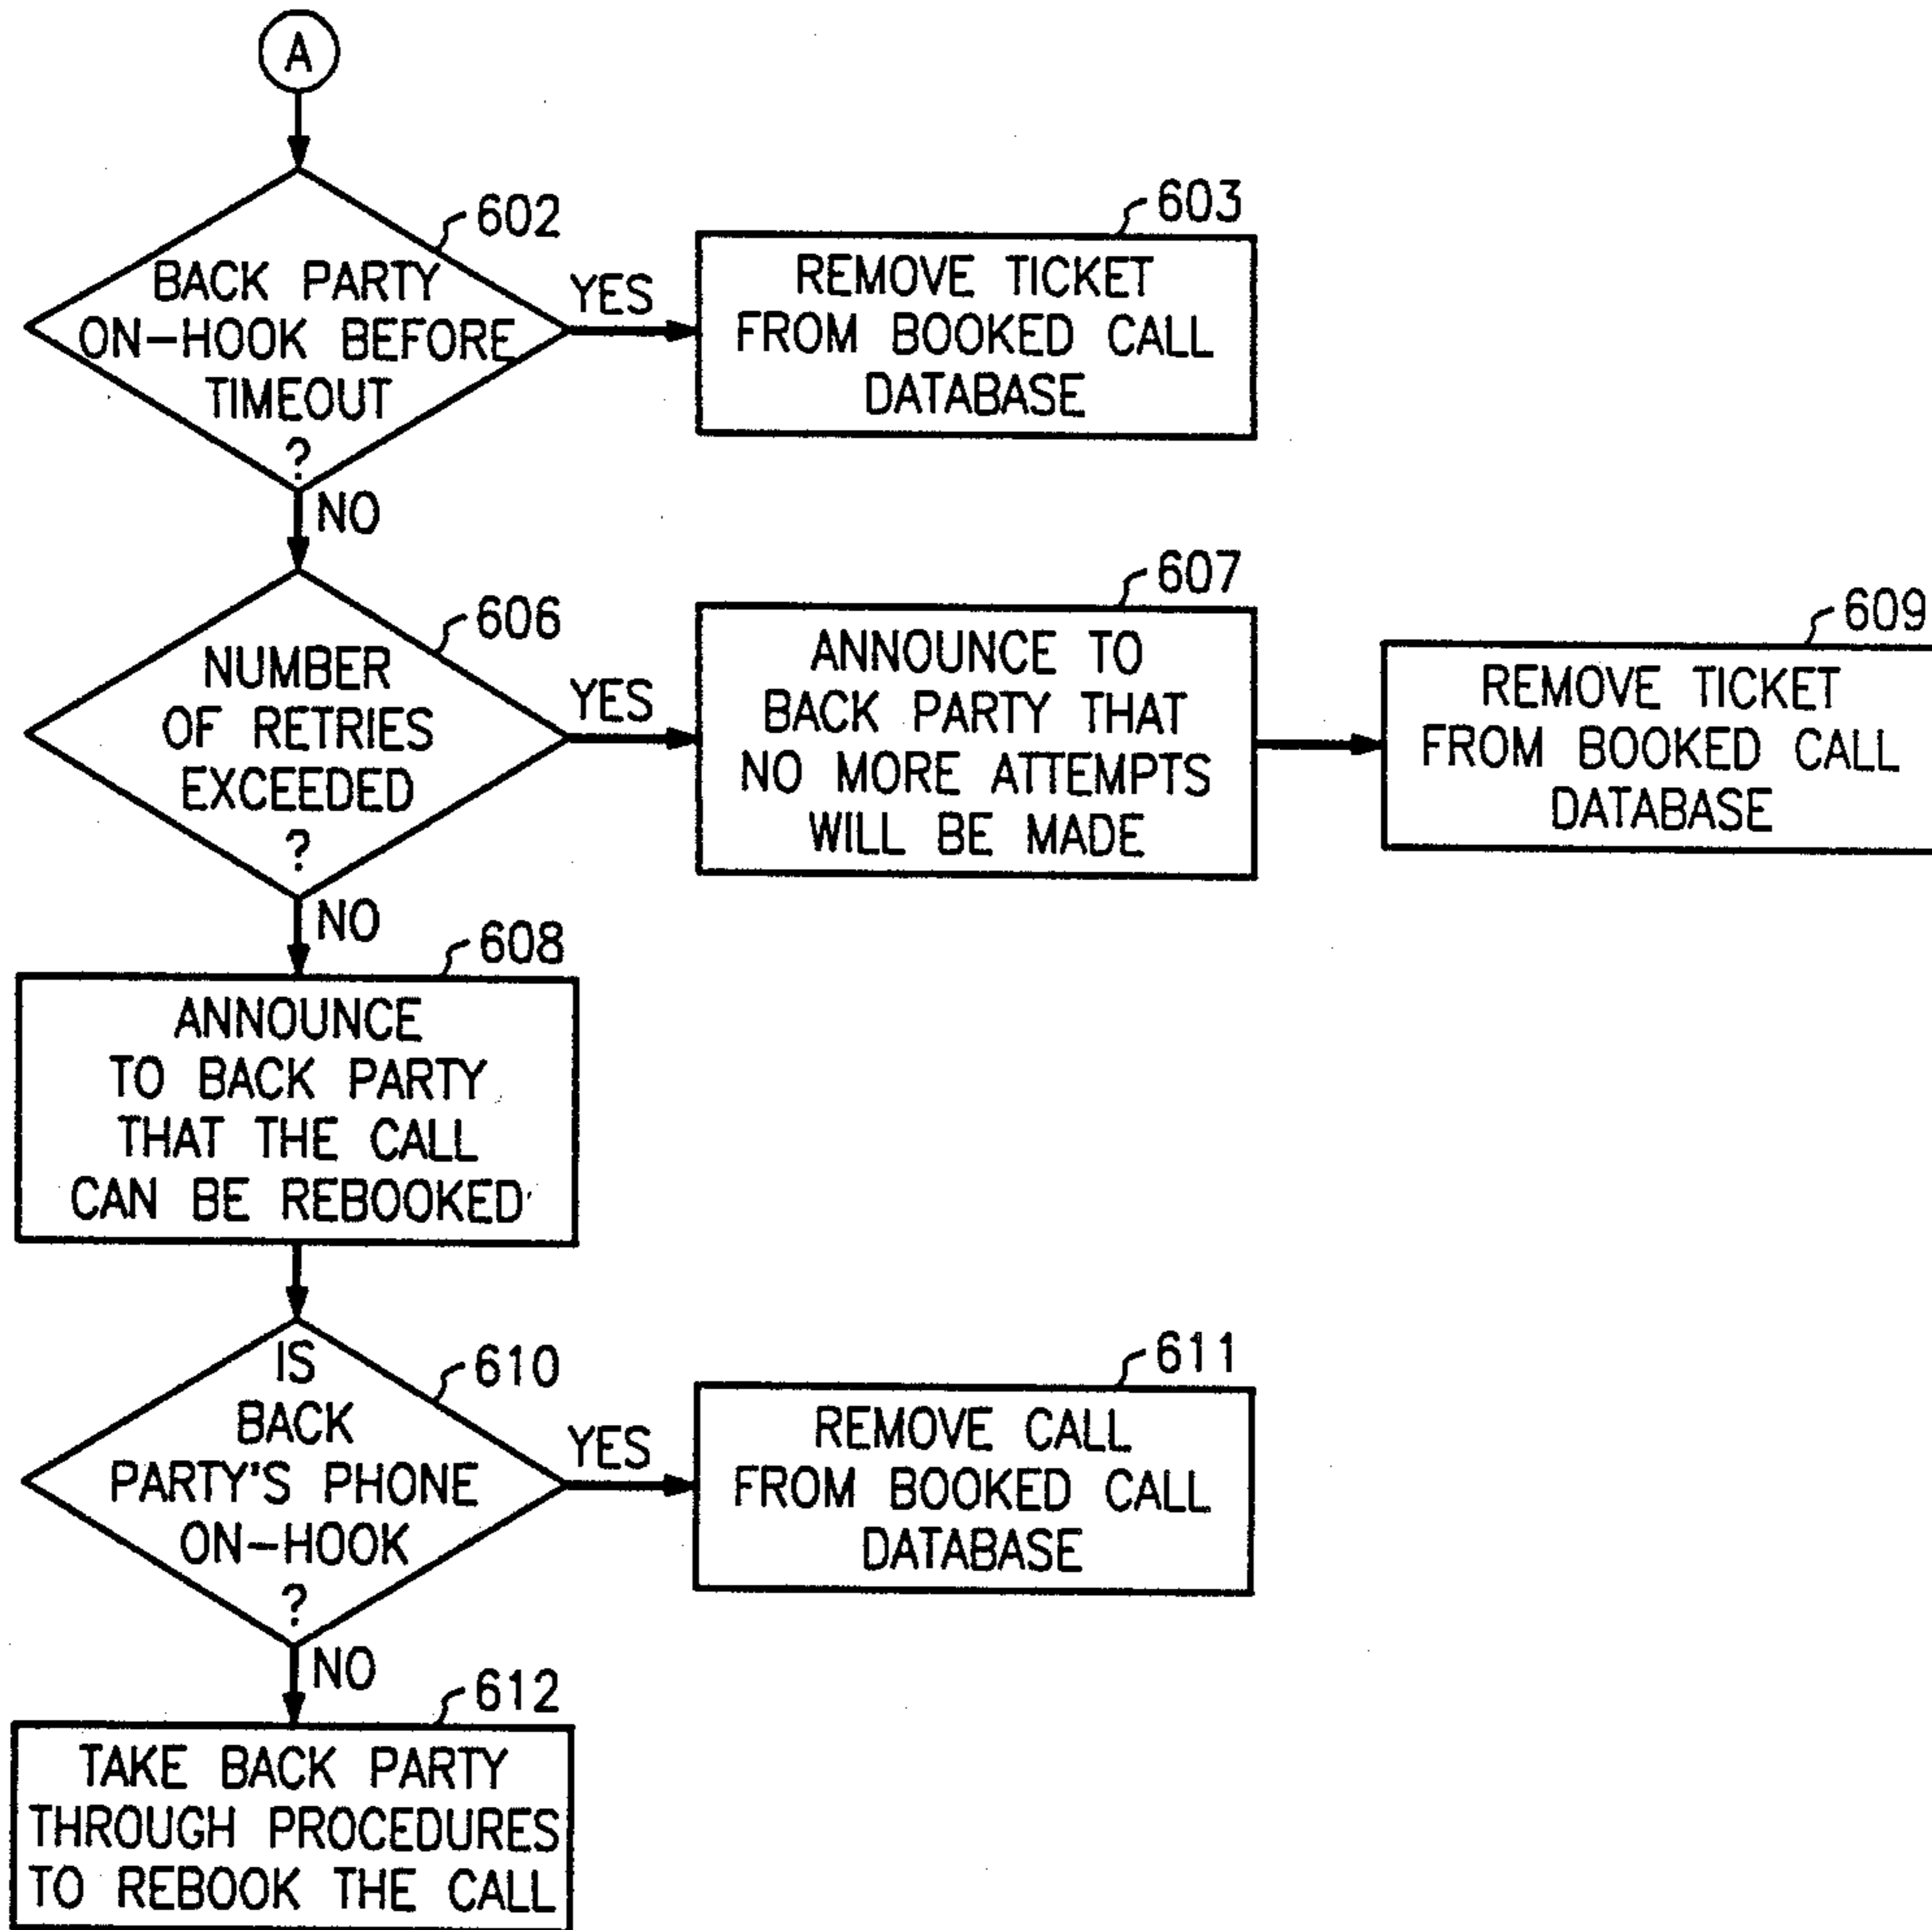 A
602
BACK PARTY
ON-HOOK BEFORE
TIMEOUT
?
YES
603
REMOVE TICKET
FROM BOOKED CALL
DATABASE
NO
606
NUMBER
OF RETRIES
EXCEEDED
?
YES
607
ANNOUNCE TO
BACK PARTY THAT
NO MORE ATTEMPTS
WILL BE MADE
609
REMOVE TICKET
FROM BOOKED CALL
DATABASE
NO
608
ANNOUNCE
TO BACK PARTY
THAT THE CALL
CAN BE REBOOKED
IS
BACK
PARTY'S PHONE
ON-HOOK
?
610
YES
611
REMOVE CALL
FROM BOOKED CALL
DATABASE
NO
612
TAKE BACK PARTY
THROUGH PROCEDURES
TO REBOOK THE CALL